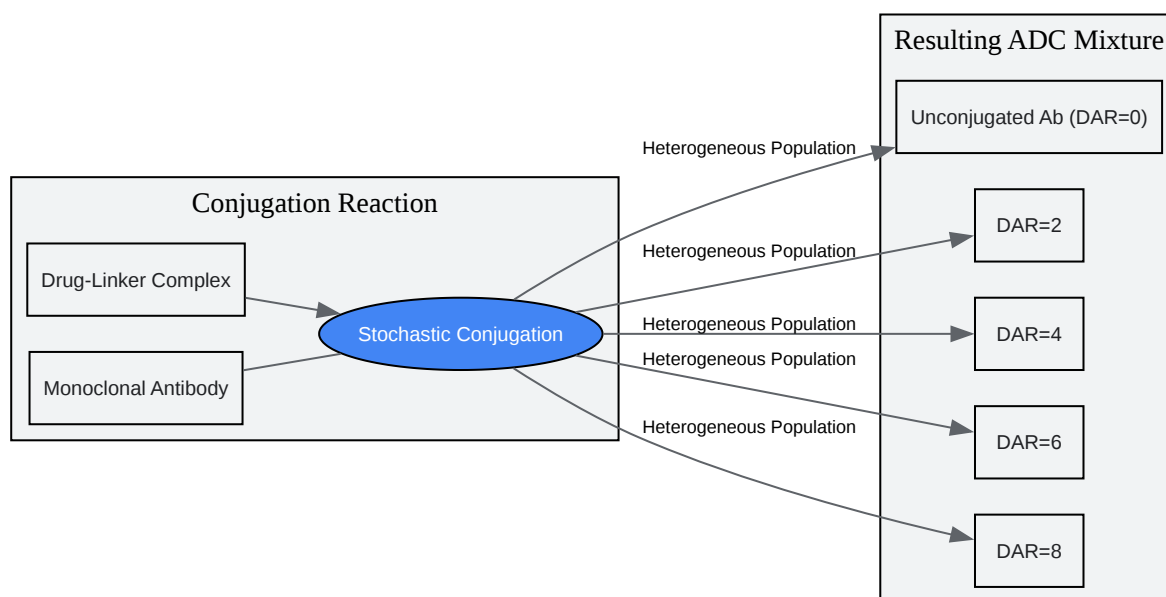 Conjugation Reaction
Drug-Linker Complex
Monoclonal Antibody
Stochastic Conjugation
Heterogeneous Population
Heterogeneous Population
Heterogeneous Population
Heterogeneous Population
Heterogeneous Population
Resulting ADC Mixture
Unconjugated Ab (DAR=0)
DAR=2
DAR=4
DAR=6
DAR=8